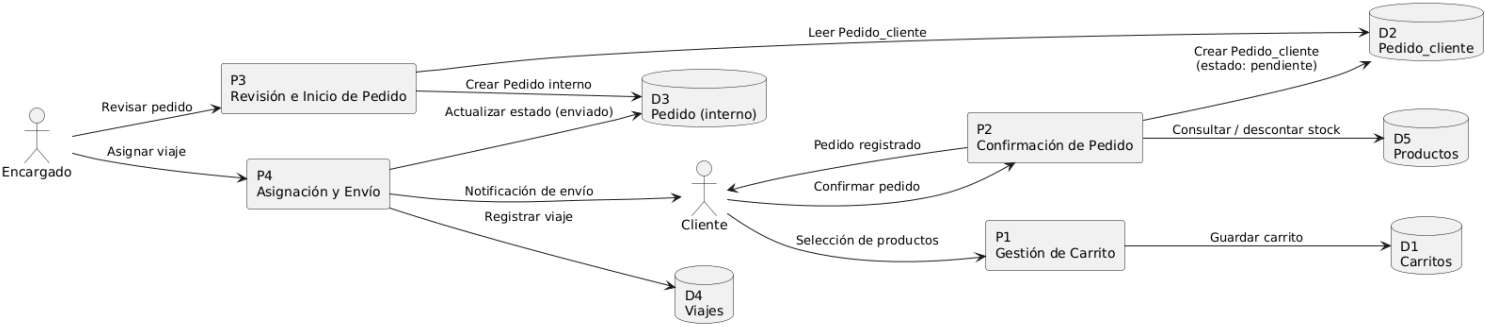 Leer Pedido_cliente
D2
Pedido_cliente
Crear Pedido_cliente
(estado: pendiente)
P3
Revisión e Inicio de Pedido
Crear Pedido interno
D3
Pedido (interno)
Revisar pedido
Actualizar estado (enviado)
Encargado
Asignar viaje
P2
Confirmación de Pedido
Consultar / descontar stock
D5
Productos
Pedido registrado
Confirmar pedido
P4
Asignación y Envío
Notificación de envío
Cliente
Registrar viaje
Selección de productos
P1
Gestión de Carrito
Guardar carrito
D1
Carritos
D4
Viajes